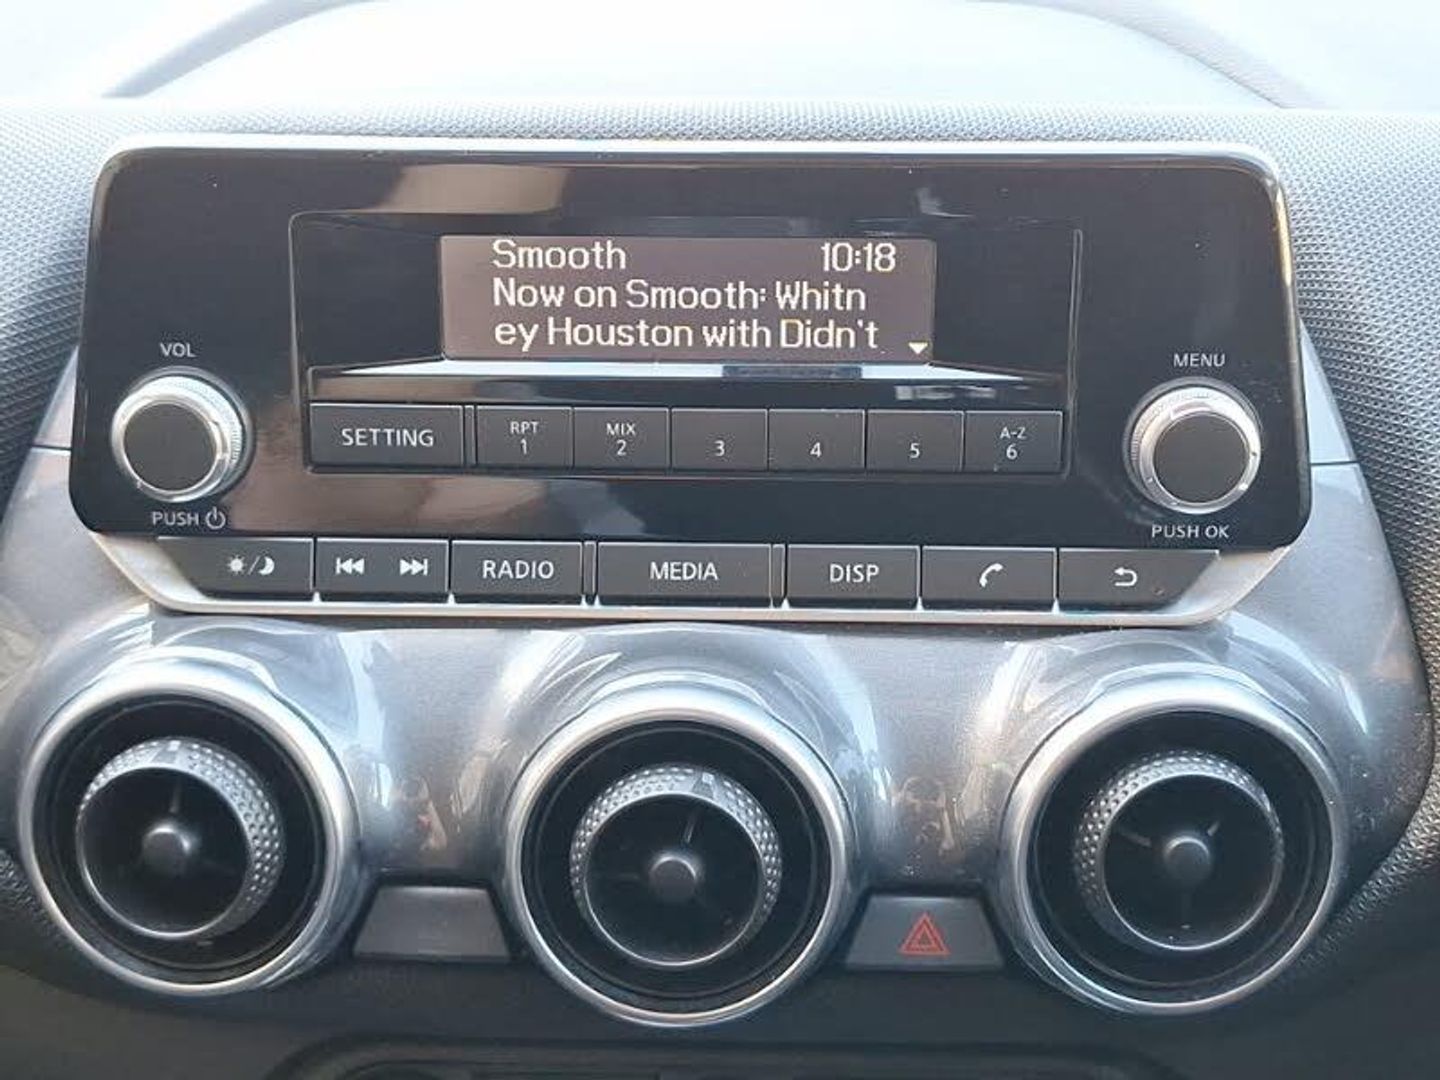 Smooth 10:18
Now on Smooth: Whitn
ey Houston with Didn't
VOL
MENU
SETTING
RPT
1
MIX
2
3
4
5
A-Z
6
PUSH
PUSH OK
RADIO
MEDIA
DISP